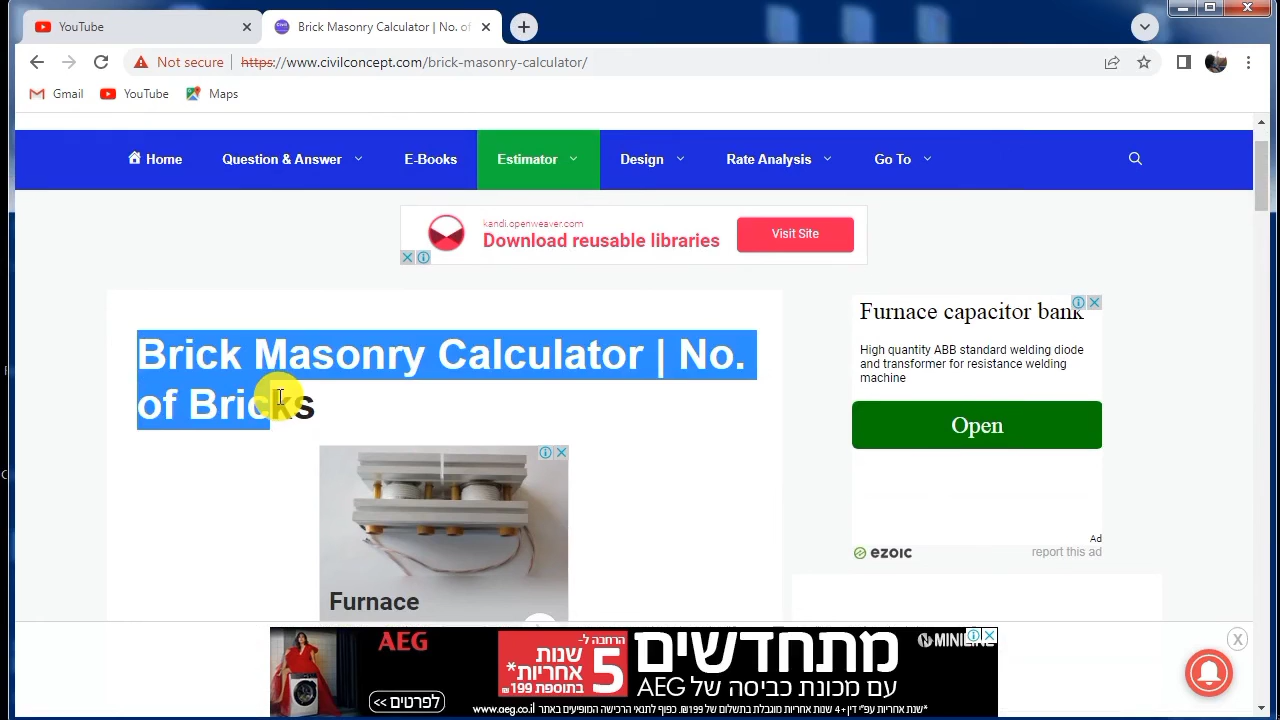 YouTube
Brick Masonry Calculator | No. of
Not secure
https://www.civilconcept.com/brick-masonry-calculator/
Gmail
YouTube
Maps
Home
Question & Answer
E-Books
Estimator
Design
Rate Analysis
Go To
kandi.openweaver.com
Download reusable libraries
Visit Site
Brick Masonry Calculator | No.
of Bricks
Furnace
Furnace capacitor bank
High quantity ABB standard welding diode
and transformer for resistance welding
machine
Open
Ad
ezoic
report this ad
AEG
לפרטים >>
הרחבה ל-
5 שנות
אחריות*
בתוספת 199 ₪
מתחדשים
עם מכונת כביסה של AEG
MINILINE
www.aeg.co.il
X